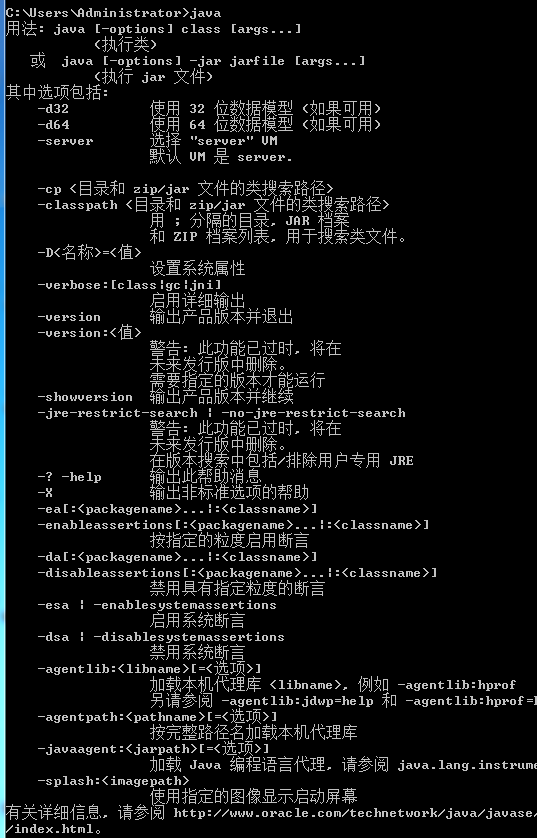 C:\Users\Administrator>java
用法: java [-options] class [args...]
(执行类)
或  java [-options] -jar jarfile [args...]
(执行 jar 文件)
其中选项包括:
-d32 使用 32 位数据模型 (如果可用)
-d64 使用 64 位数据模型 (如果可用)
-server 选择 "server" VM
默认 VM 是 server.
-cp <目录和 zip/jar 文件的类搜索路径>
-classpath <目录和 zip/jar 文件的类搜索路径>
用 ; 分隔的目录, JAR 档案
和 ZIP 档案列表, 用于搜索类文件。
-D<名称>=<值>
设置系统属性
-verbose:[class|gc|jni]
启用详细输出
-version 输出产品版本并退出
-version:<值>
警告: 此功能已过时, 将在
未来发行版中删除。
需要指定的版本才能运行
-showversion 输出产品版本并继续
-jre-restrict-search | -no-jre-restrict-search
警告: 此功能已过时, 将在
未来发行版中删除。
在版本搜索中包括/排除用户专用 JRE
-? -help 输出此帮助消息
-X 输出非标准选项的帮助
-ea[:<packagename>...|:<classname>]
-enableassertions[:<packagename>...|:<classname>]
按指定的粒度启用断言
-da[:<packagename>...|:<classname>]
-disableassertions[:<packagename>...|:<classname>]
禁用具有指定粒度的断言
-esa | -enablesystemassertions
启用系统断言
-dsa | -disablesystemassertions
禁用系统断言
-agentlib:<libname>[=<选项>]
加载本机代理库 <libname>, 例如 -agentlib:hprof
另请参阅 -agentlib:jdwp=help 和 -agentlib:hprof=
-agentpath:<pathname>[=<选项>]
按完整路径名加载本机代理库
-javaagent:<jarpath>[=<选项>]
加载 Java 编程语言代理, 请参阅 java.lang.instrume
-splash:<imagepath>
使用指定的图像显示启动屏幕
有关详细信息, 请参阅 http://www.oracle.com/technetwork/java/javase/
/index.html。